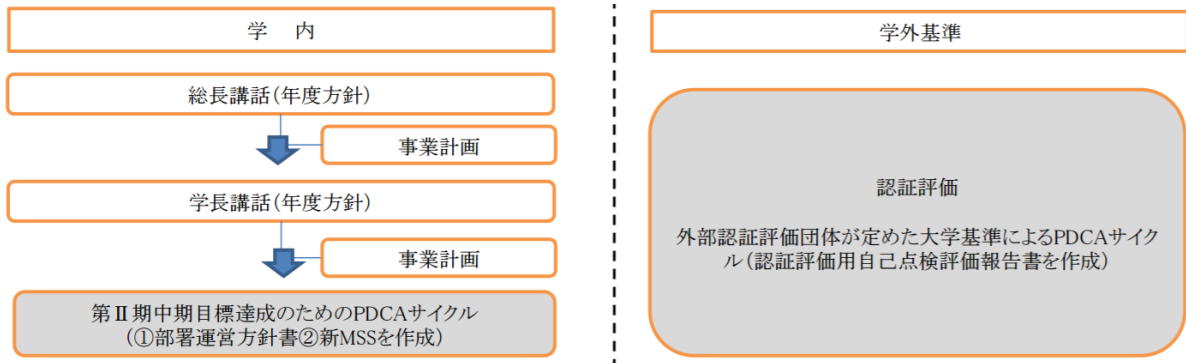 学　内
総長講話（年度方針）
事業計画
学長講話（年度方針）
事業計画
第Ⅱ期中期目標達成のためのPDCAサイクル
（①部署運営方針書②新MSSを作成）
学外基準
認証評価
外部認証評価団体が定めた大学基準によるPDCAサイク
ル（認証評価用自己点検評価報告書を作成）